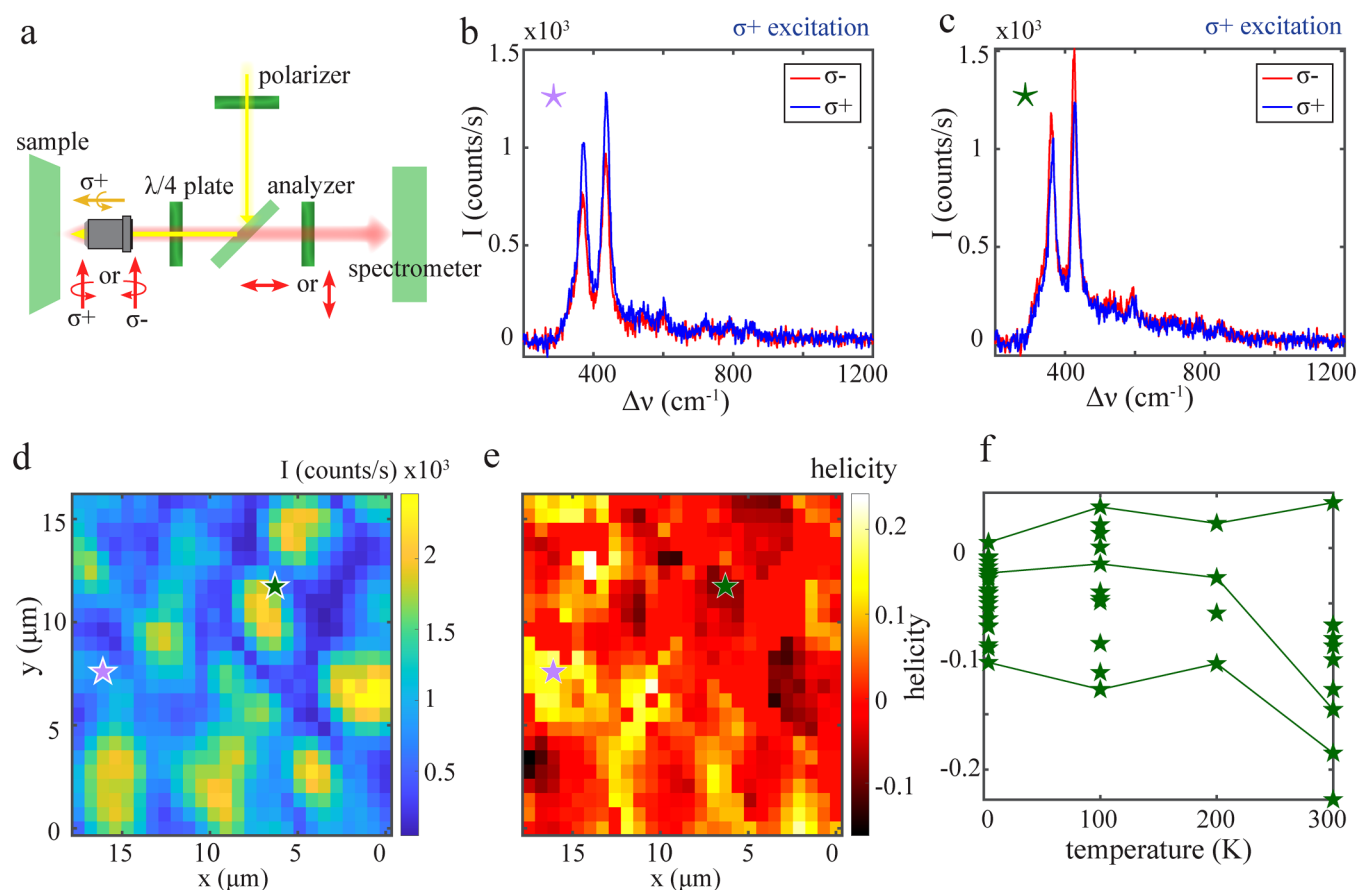 a
polarizer
sample
σ+
λ/4 plate
analyzer
or
σ+
σ-
or
spectrometer
b
x10³
σ+ excitation
1.5
1
0.5
0
I (counts/s)
σ-
σ+
400
800
1200
Δν (cm⁻¹)
c
x10³
σ+ excitation
1.5
1
0.5
0
I (counts/s)
σ-
σ+
400
800
1200
Δν (cm⁻¹)
d
I (counts/s) x10³
15
10
5
0
y (μm)
15
10
5
0
x (μm)
2
1.5
1
0.5
e
helicity
15
10
5
0
x (μm)
0.2
0.1
0
-0.1
f
helicity
0
-0.1
-0.2
0
100
200
300
temperature (K)